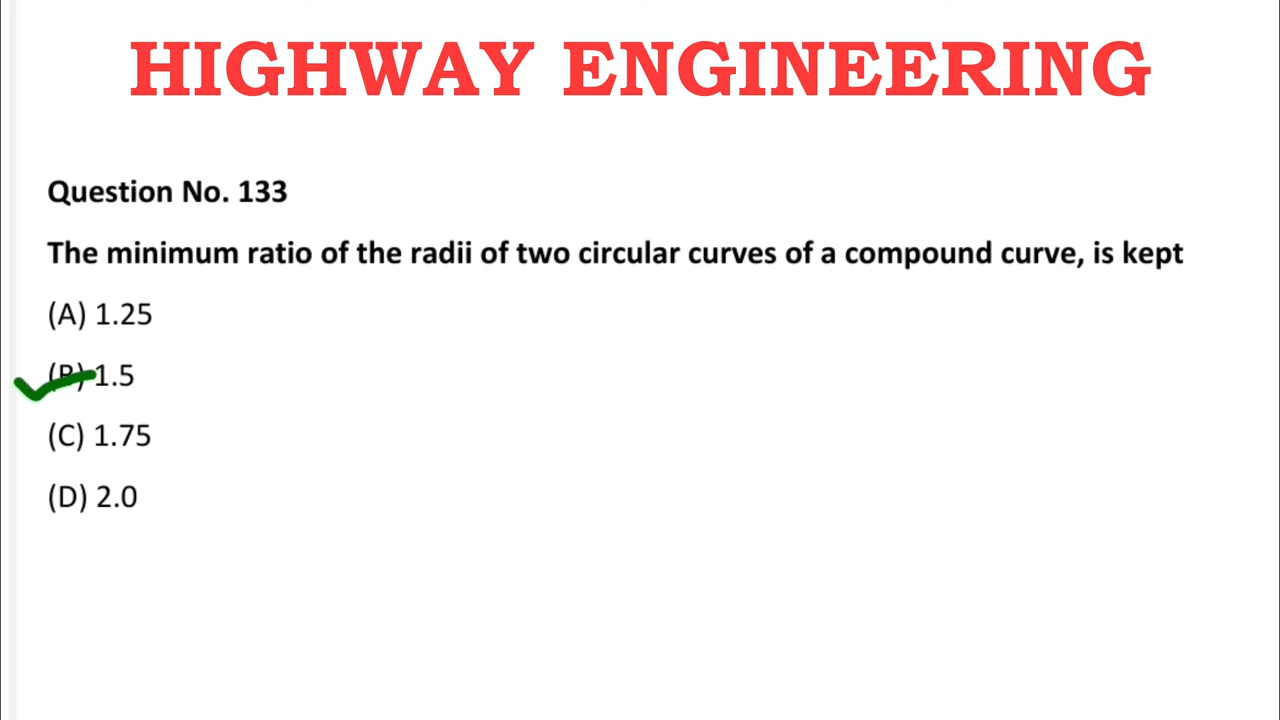 HIGHWAY ENGINEERING
Question No. 133
The minimum ratio of the radii of two circular curves of a compound curve, is kept
(A) 1.25
(B) 1.5
(C) 1.75
(D) 2.0